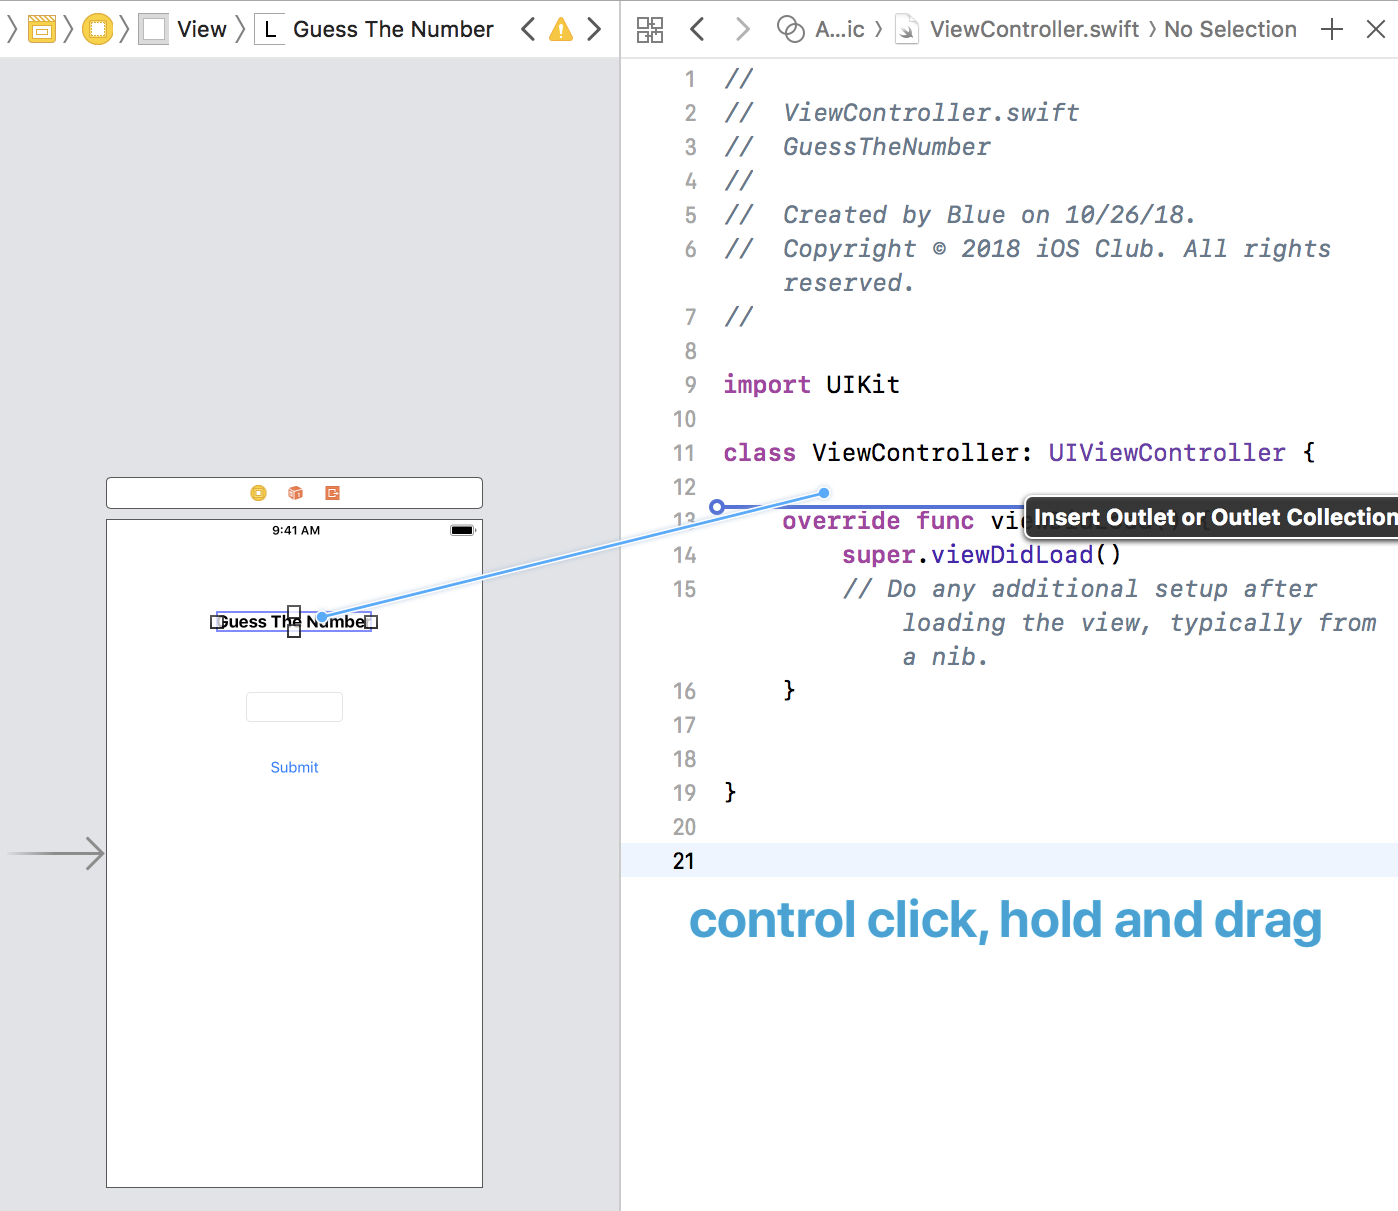 View
L
Guess The Number
A...ic
ViewController.swift
No Selection
1 //
2 // ViewController.swift
3 // GuessTheNumber
4 //
5 // Created by Blue on 10/26/18.
6 // Copyright © 2018 iOS Club. All rights
reserved.
7 //
8
9 import UIKit
10
11 class ViewController: UIViewController {
12
Insert Outlet or Outlet Collection
13 override func
14 super.viewDidLoad()
15 // Do any additional setup after
loading the view, typically from
a nib.
16 }
17
18
19 }
20
21
9:41 AM
Guess The Number
Submit
control click, hold and drag